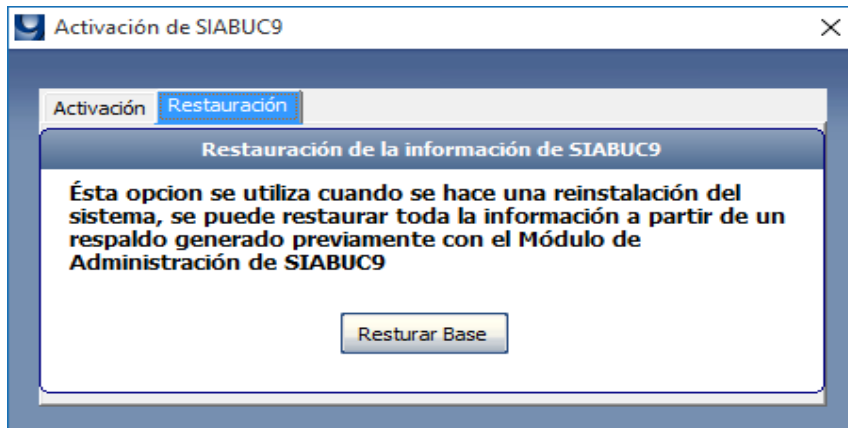 Activación de SIABUC9
Activación
Restauración
Restauración de la información de SIABUC9
Ésta opcion se utiliza cuando se hace una reinstalación del
sistema, se puede restaurar toda la información a partir de un
respaldo generado previamente con el Módulo de
Administración de SIABUC9
Resturar Base